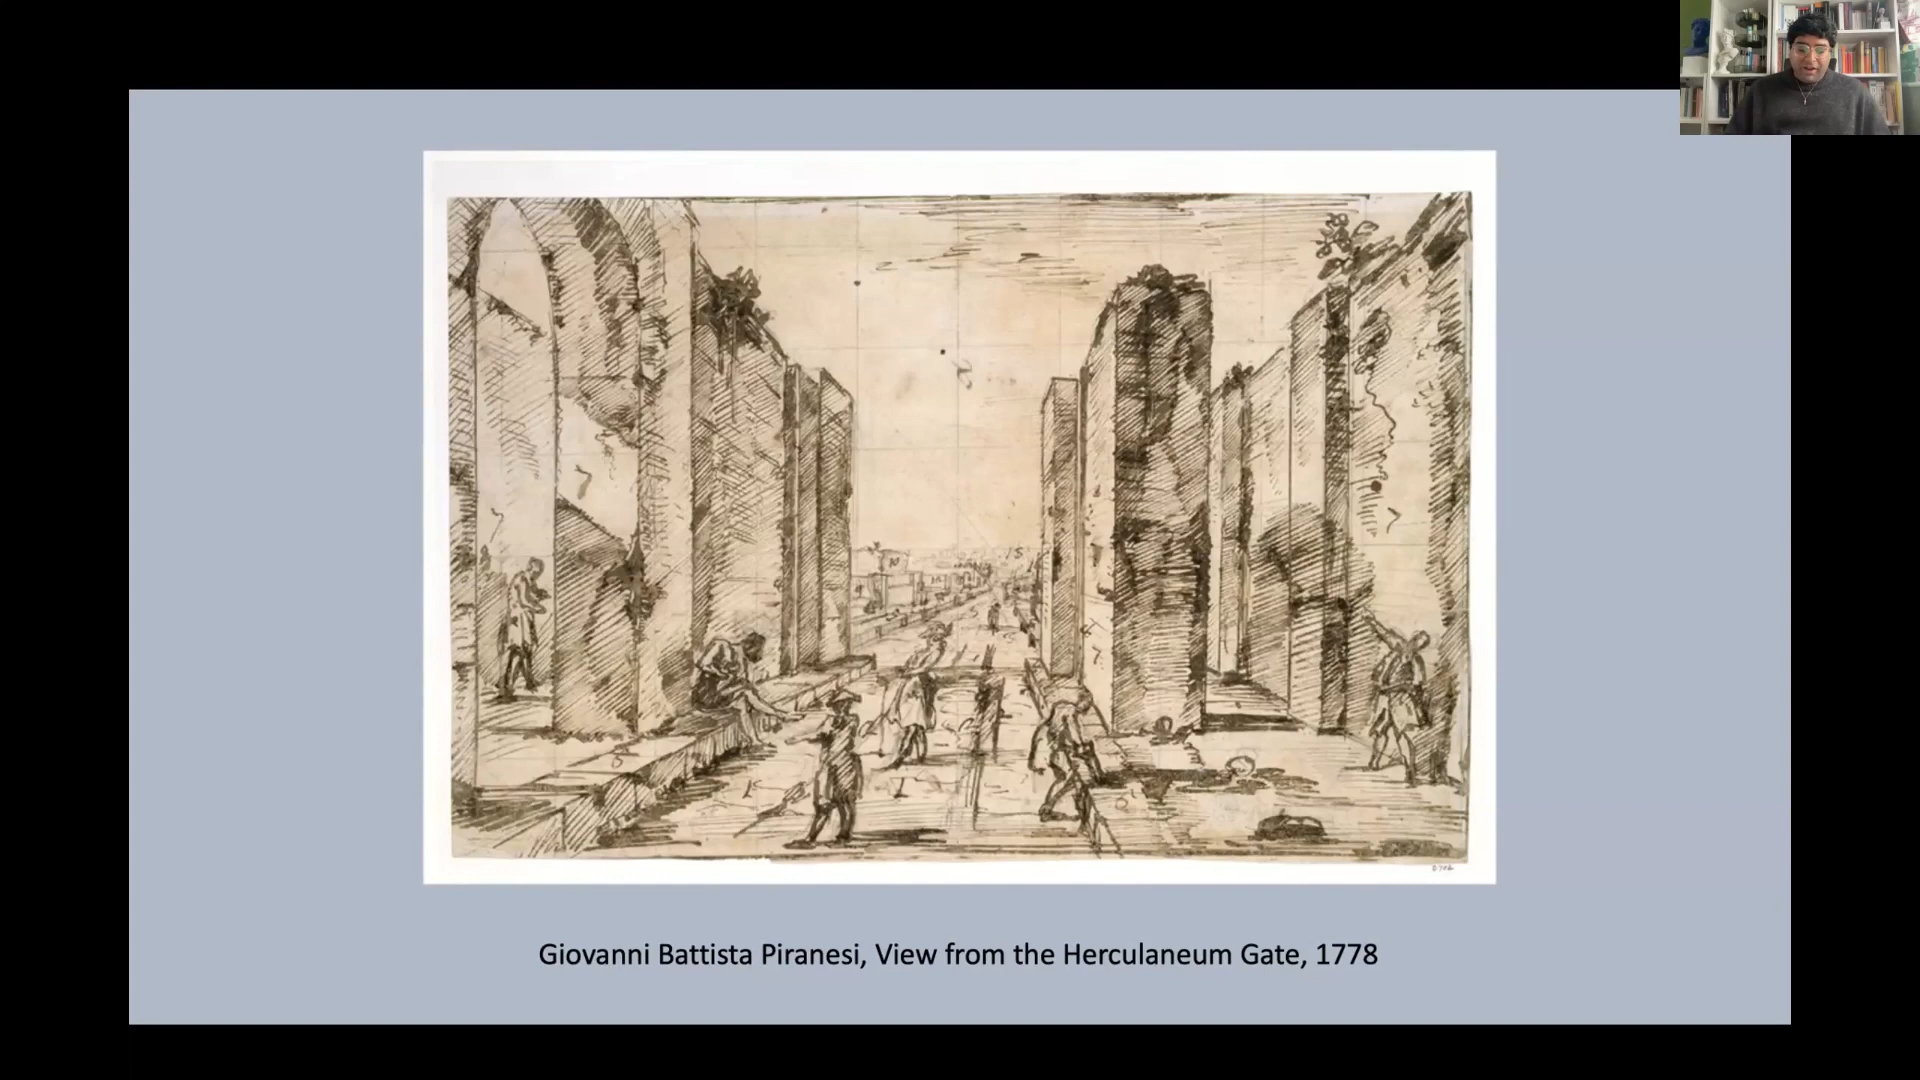 Giovanni Battista Piranesi, View from the Herculaneum Gate, 1778